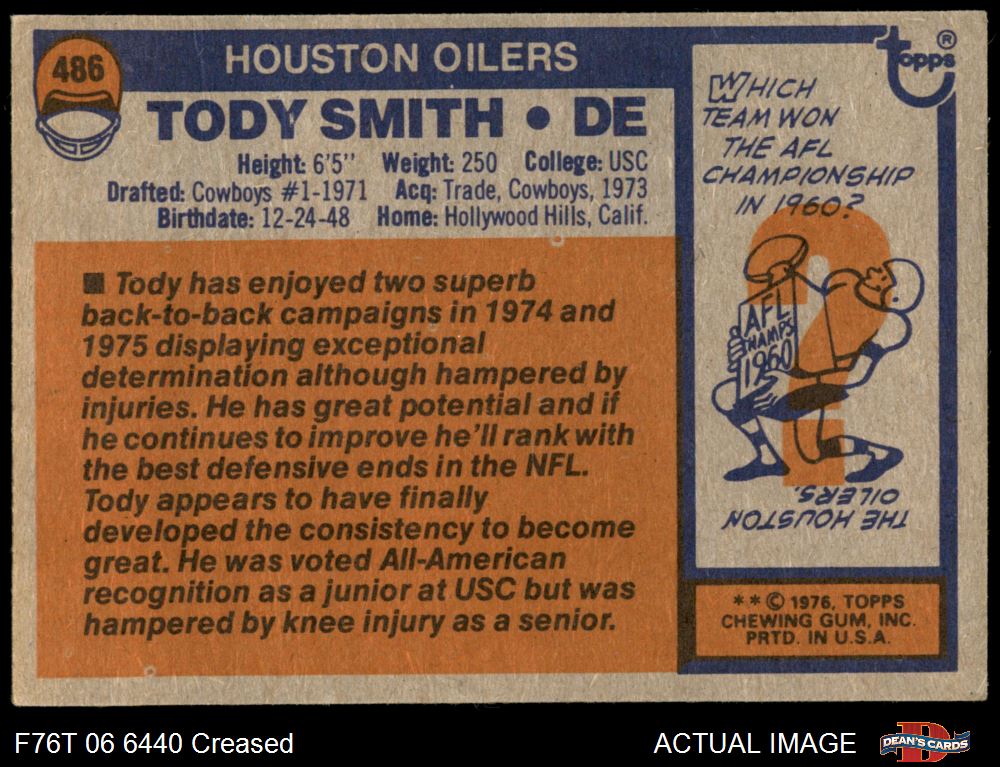 486
HOUSTON OILERS
TODY SMITH • DE
Height: 6'5" Weight: 250 College: USC
Drafted: Cowboys #1-1971 Acq: Trade, Cowboys, 1973
Birthdate: 12-24-48 Home: Hollywood Hills, Calif.
■ Tody has enjoyed two superb
back-to-back campaigns in 1974 and
1975 displaying exceptional
determination although hampered by
injuries. He has great potential and if
he continues to improve he'll rank with
the best defensive ends in the NFL.
Tody appears to have finally
developed the consistency to become
great. He was voted All-American
recognition as a junior at USC but was
hampered by knee injury as a senior.
Topps®
WHICH
TEAM WON
THE AFL
CHAMPIONSHIP
IN 1960?
?
AFL
CHAMPS
1960
THE HOUSTON
OILERS.
**© 1976, TOPPS
CHEWING GUM, INC.
PRTD. IN U.S.A.
F76T 06 6440 Creased
ACTUAL IMAGE
D
DEAN'S CARDS